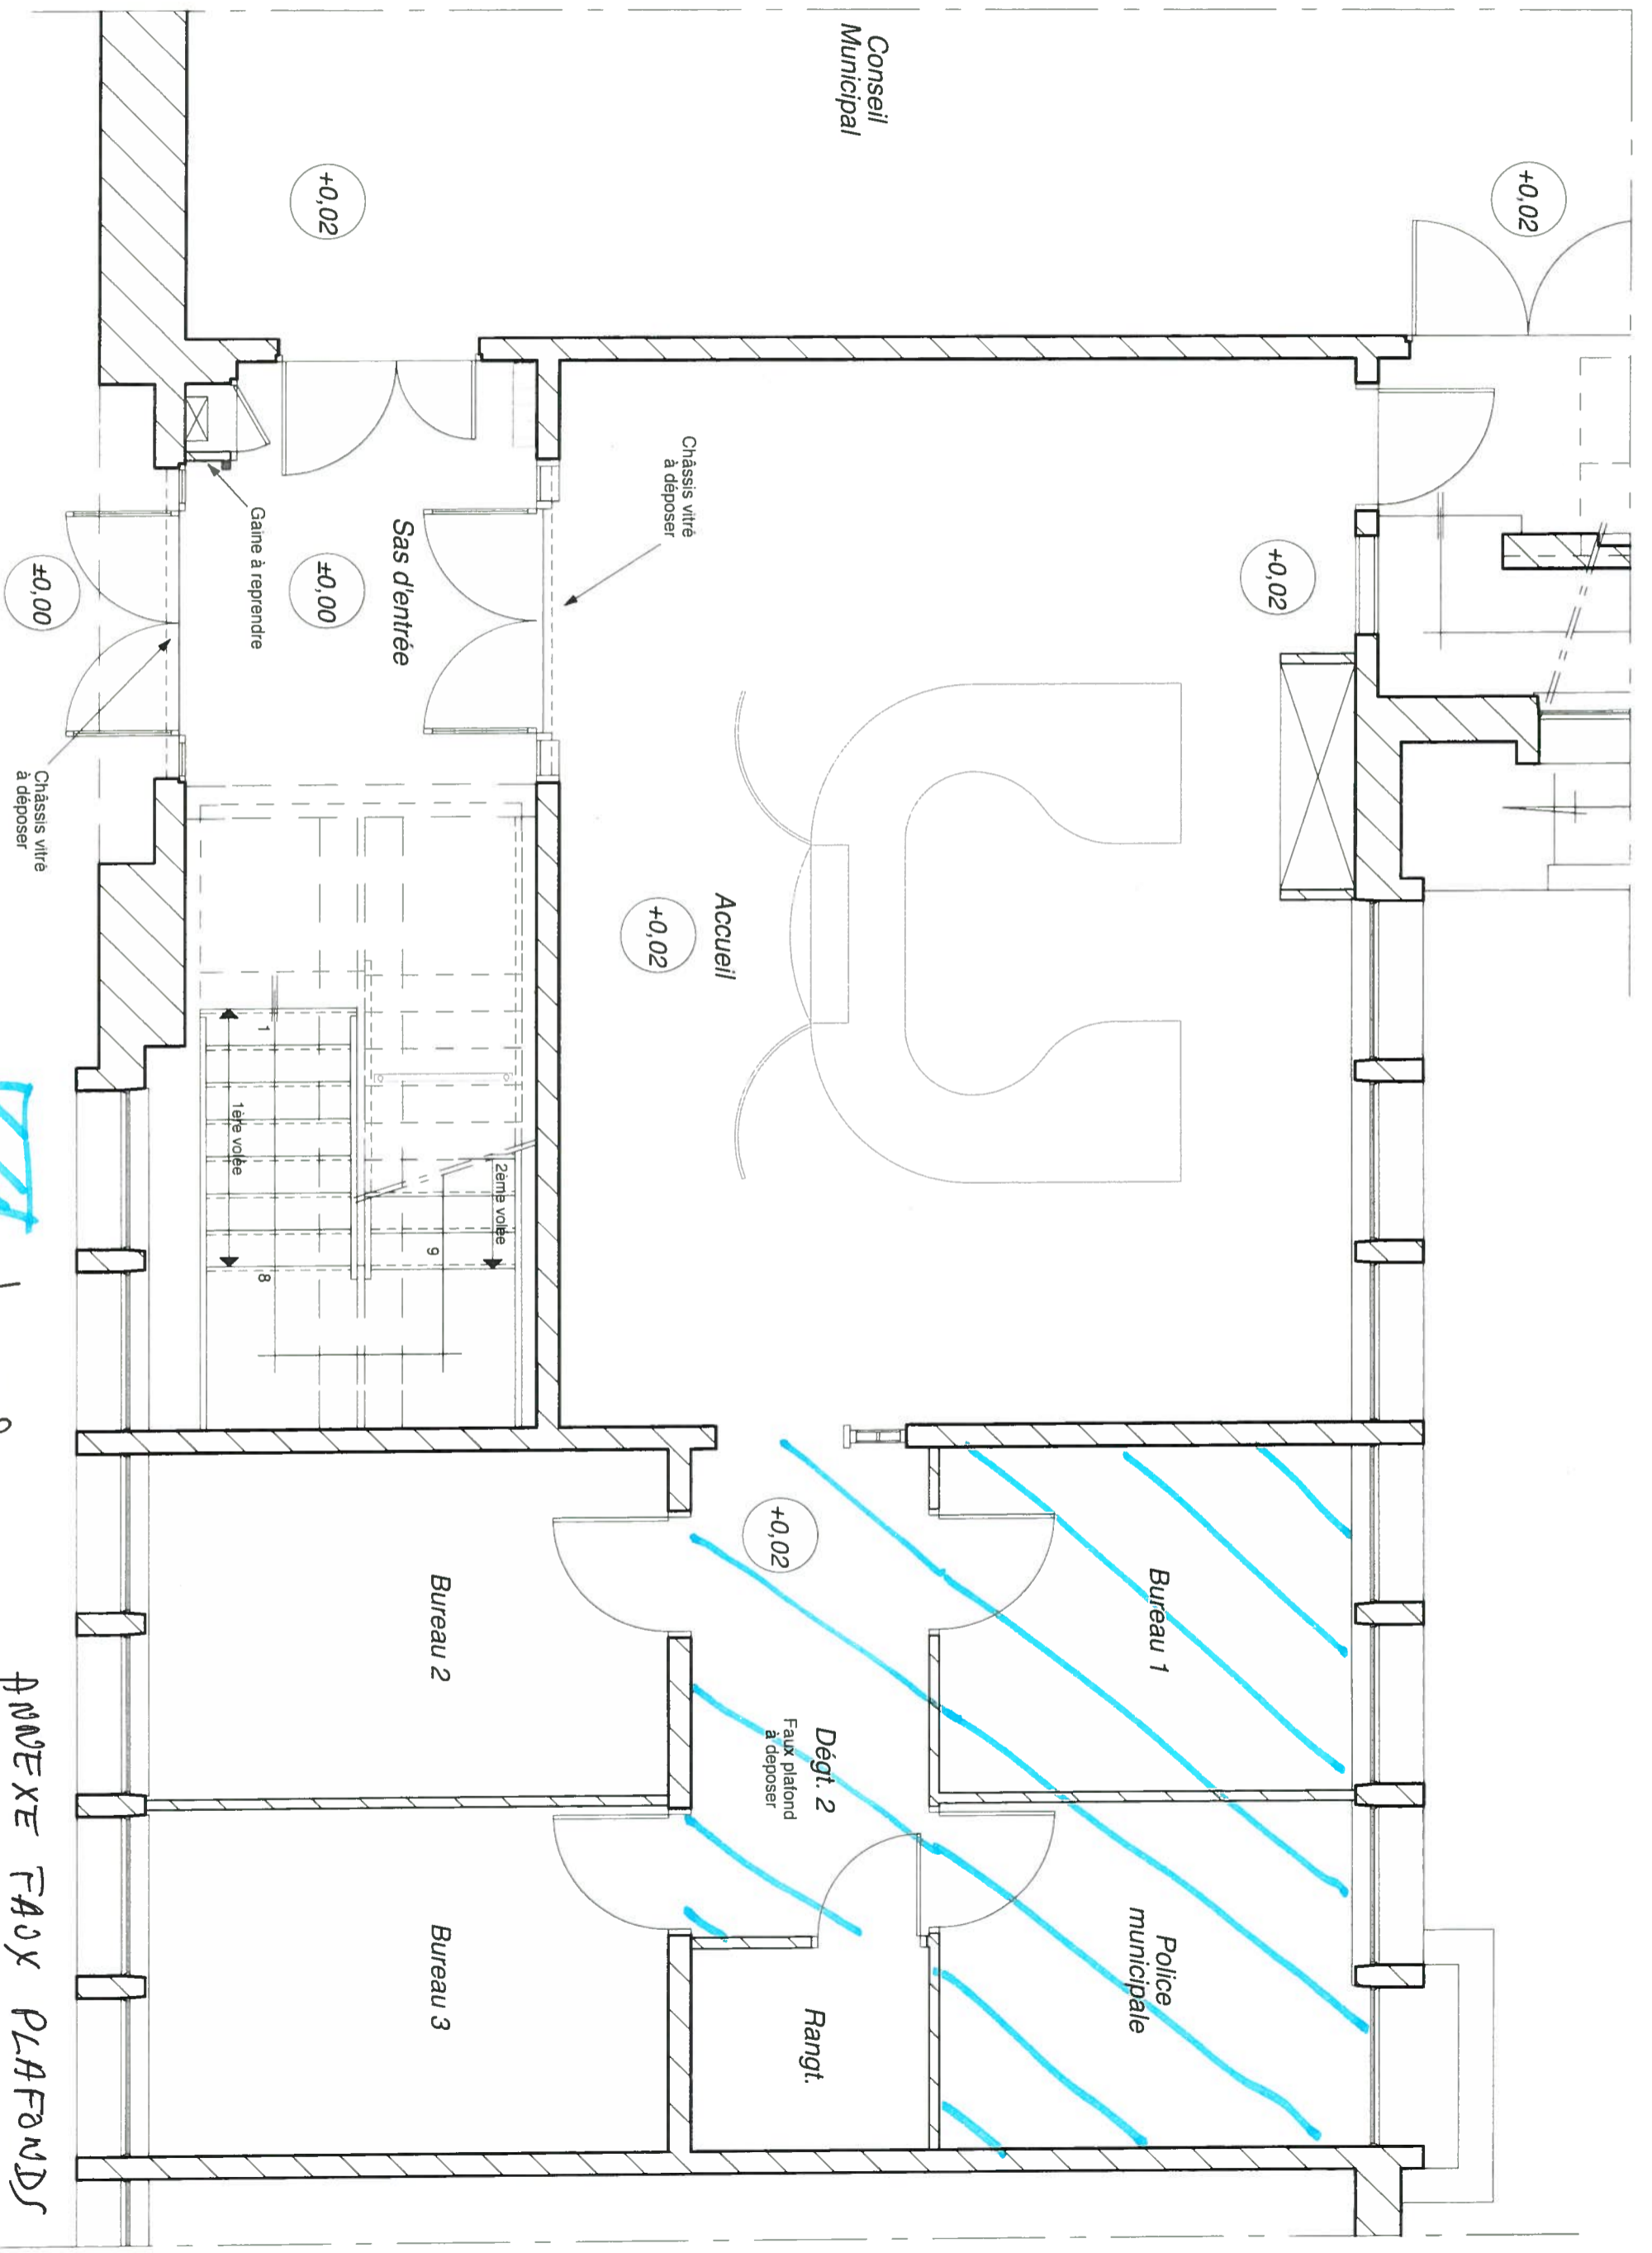 Conseil
Municipal
+0,02
+0,02
+0,02
Châssis vitré
à déposer
Sas d'entrée
±0,00
Gaine à reprendre
±0,00
Châssis vitré
à déposer
Accueil
+0,02
1
1ère volée
8
2ème volée
9
+0,02
Bureau 1
Bureau 2
Dégt. 2
Faux plafond
à deposer
Police
municipale
Bureau 3
Rangt.
ANNEXE FAUX PLAFONDS